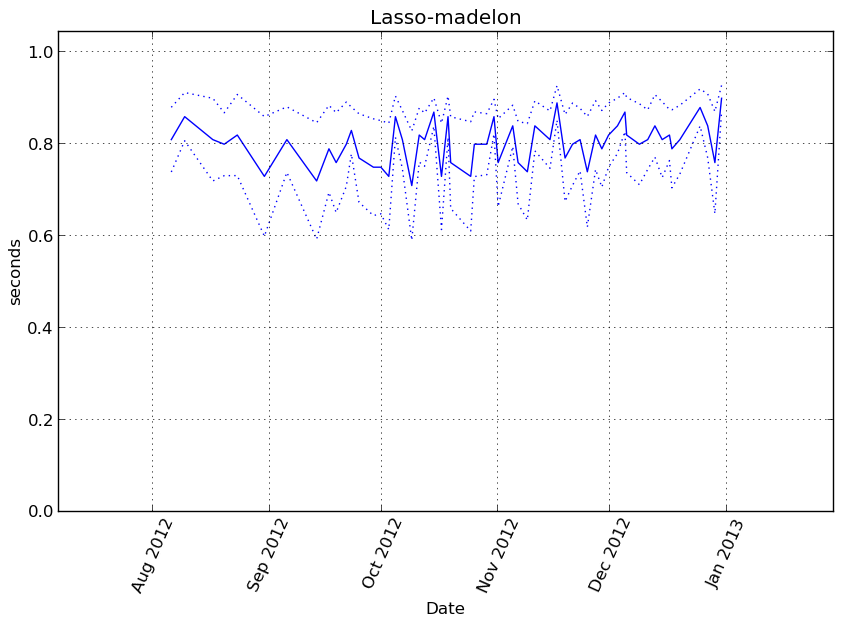 Lasso-madelon
1.0
0.8
0.6
0.4
0.2
0.0
seconds
Aug 2012
Sep 2012
Oct 2012
Nov 2012
Dec 2012
Jan 2013
Date